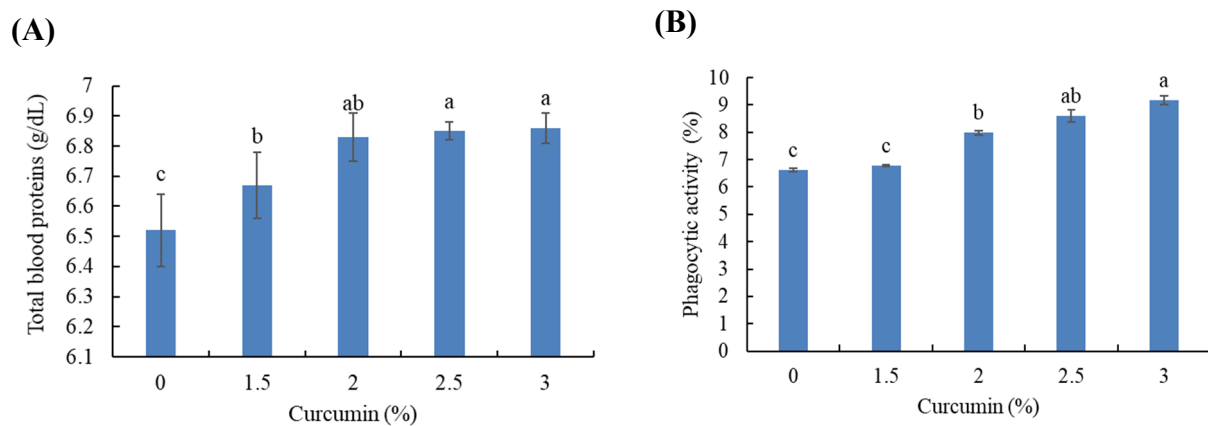 (A)
Total blood proteins (g/dL)
7
6.9
6.8
6.7
6.6
6.5
6.4
6.3
6.2
6.1
c
b
ab
a
a
0 1.5 2 2.5 3
Curcumin (%)
(B)
Phagocytic activity (%)
10
9
8
7
6
5
4
3
2
1
0
c
c
b
ab
a
0 1.5 2 2.5 3
Curcumin (%)